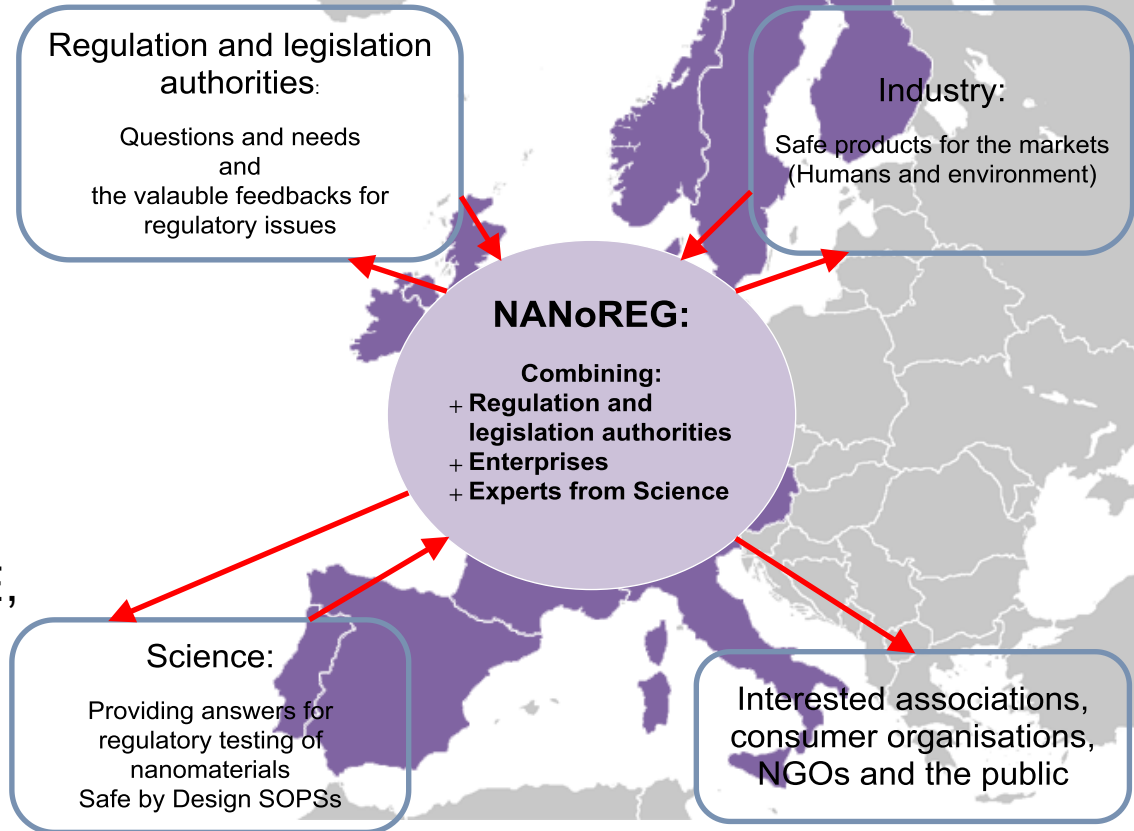 Regulation and legislation
authorities:
Questions and needs
and
the valauble feedbacks for
regulatory issues
Industry:
Safe products for the markets
(Humans and environment)
NANoREG:
Combining:
+ Regulation and
legislation authorities
+ Enterprises
+ Experts from Science
Science:
Providing answers for
regulatory testing of
nanomaterials
Safe by Design SOPSs
Interested associations,
consumer organisations,
NGOs and the public